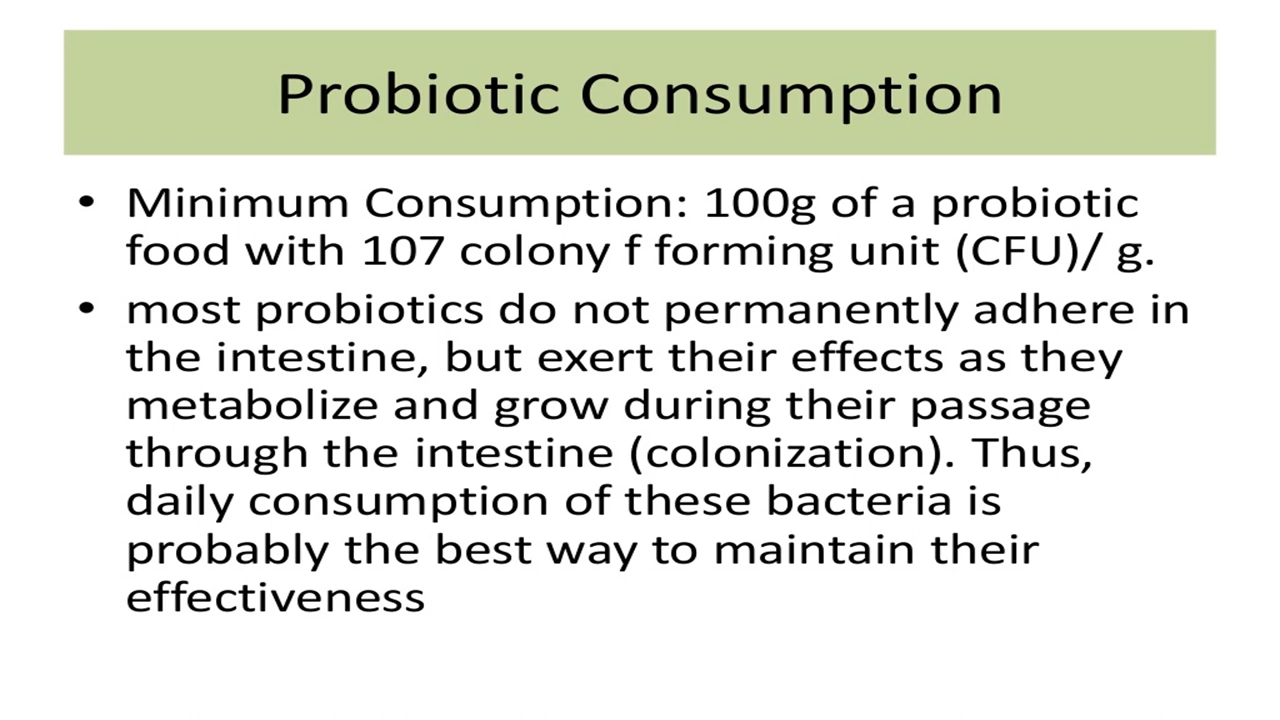 Probiotic Consumption
• Minimum Consumption: 100g of a probiotic
food with 107 colony f forming unit (CFU)/ g.
• most probiotics do not permanently adhere in
the intestine, but exert their effects as they
metabolize and grow during their passage
through the intestine (colonization). Thus,
daily consumption of these bacteria is
probably the best way to maintain their
effectiveness